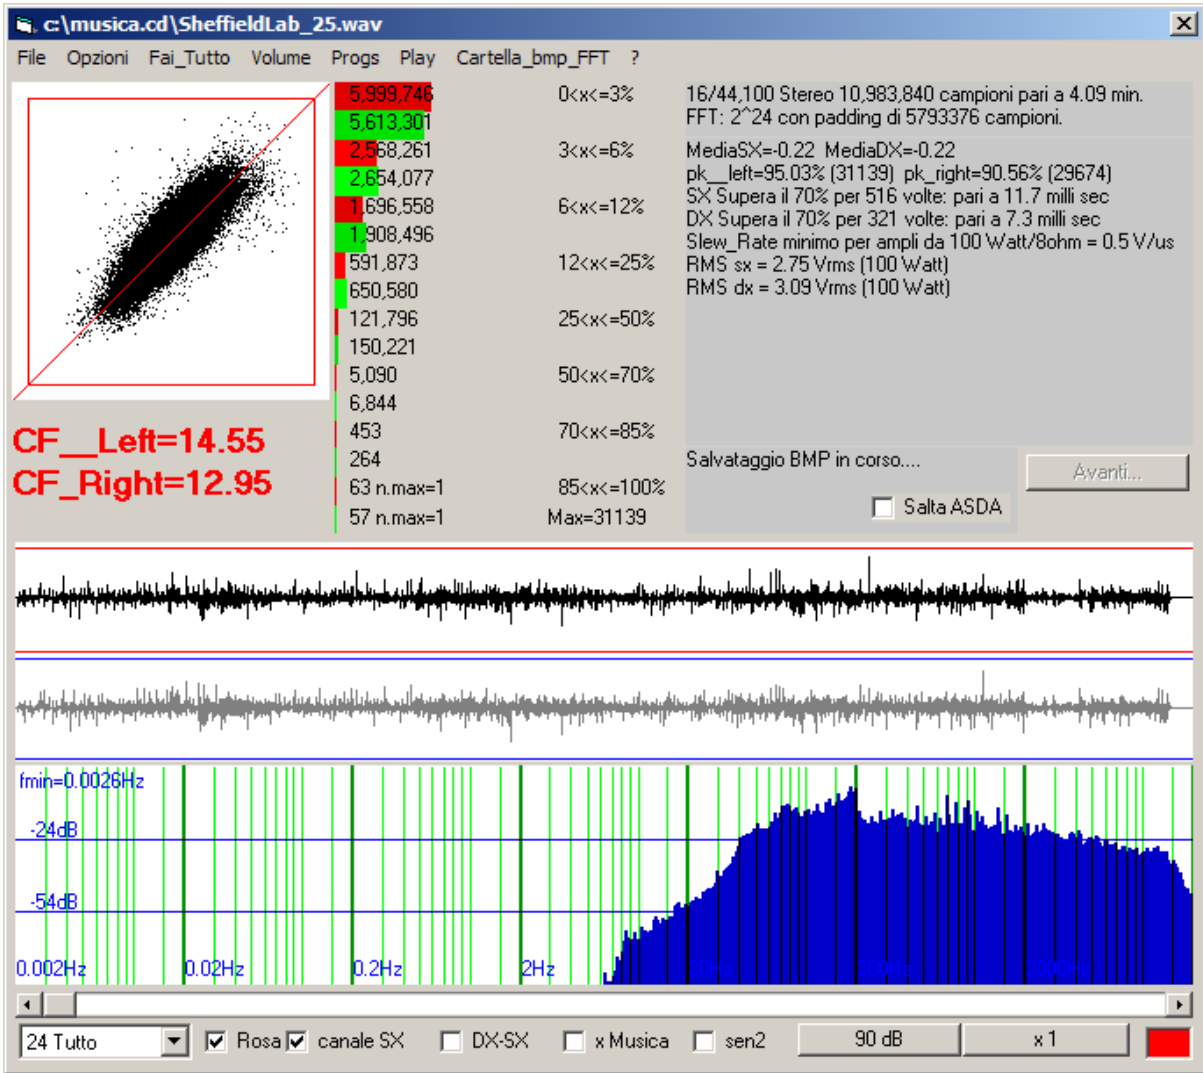 c:\musica.cd\SheffieldLab_25.wav
File Opzioni Fai_Tutto Volume Progs Play Cartella_bmp_FFT ?
5,999,746 0<x<=3%
5,613,301
2,568,261 3<x<=6%
2,654,077
1,696,558 6<x<=12%
1,908,496
591,873 12<x<=25%
650,580
121,796 25<x<=50%
150,221
5,090 50<x<=70%
6,844
453 70<x<=85%
264
63 n.max=1 85<x<=100%
57 n.max=1 Max=31139
16/44,100 Stereo 10,983,840 campioni pari a 4.09 min.
FFT: 2^24 con padding di 5793376 campioni.
MediaSX=-0.22 MediaDX=-0.22
pk__left=95.03% (31139) pk_right=90.56% (29674)
SX Supera il 70% per 516 volte: pari a 11.7 milli sec
DX Supera il 70% per 321 volte: pari a 7.3 milli sec
Slew_Rate minimo per ampli da 100 Watt/8ohm = 0.5 V/us
RMS sx = 2.75 Vrms (100 Watt)
RMS dx = 3.09 Vrms (100 Watt)
CF__Left=14.55
CF_Right=12.95
Salvataggio BMP in corso....
Avanti...
Salta ASDA
fmin=0.0026Hz
-24dB
-54dB
0.002Hz 0.02Hz 0.2Hz 2Hz 20Hz 200Hz 2000Hz
24 Tutto Rosa canale SX DX-SX x Musica sen2 90 dB x 1